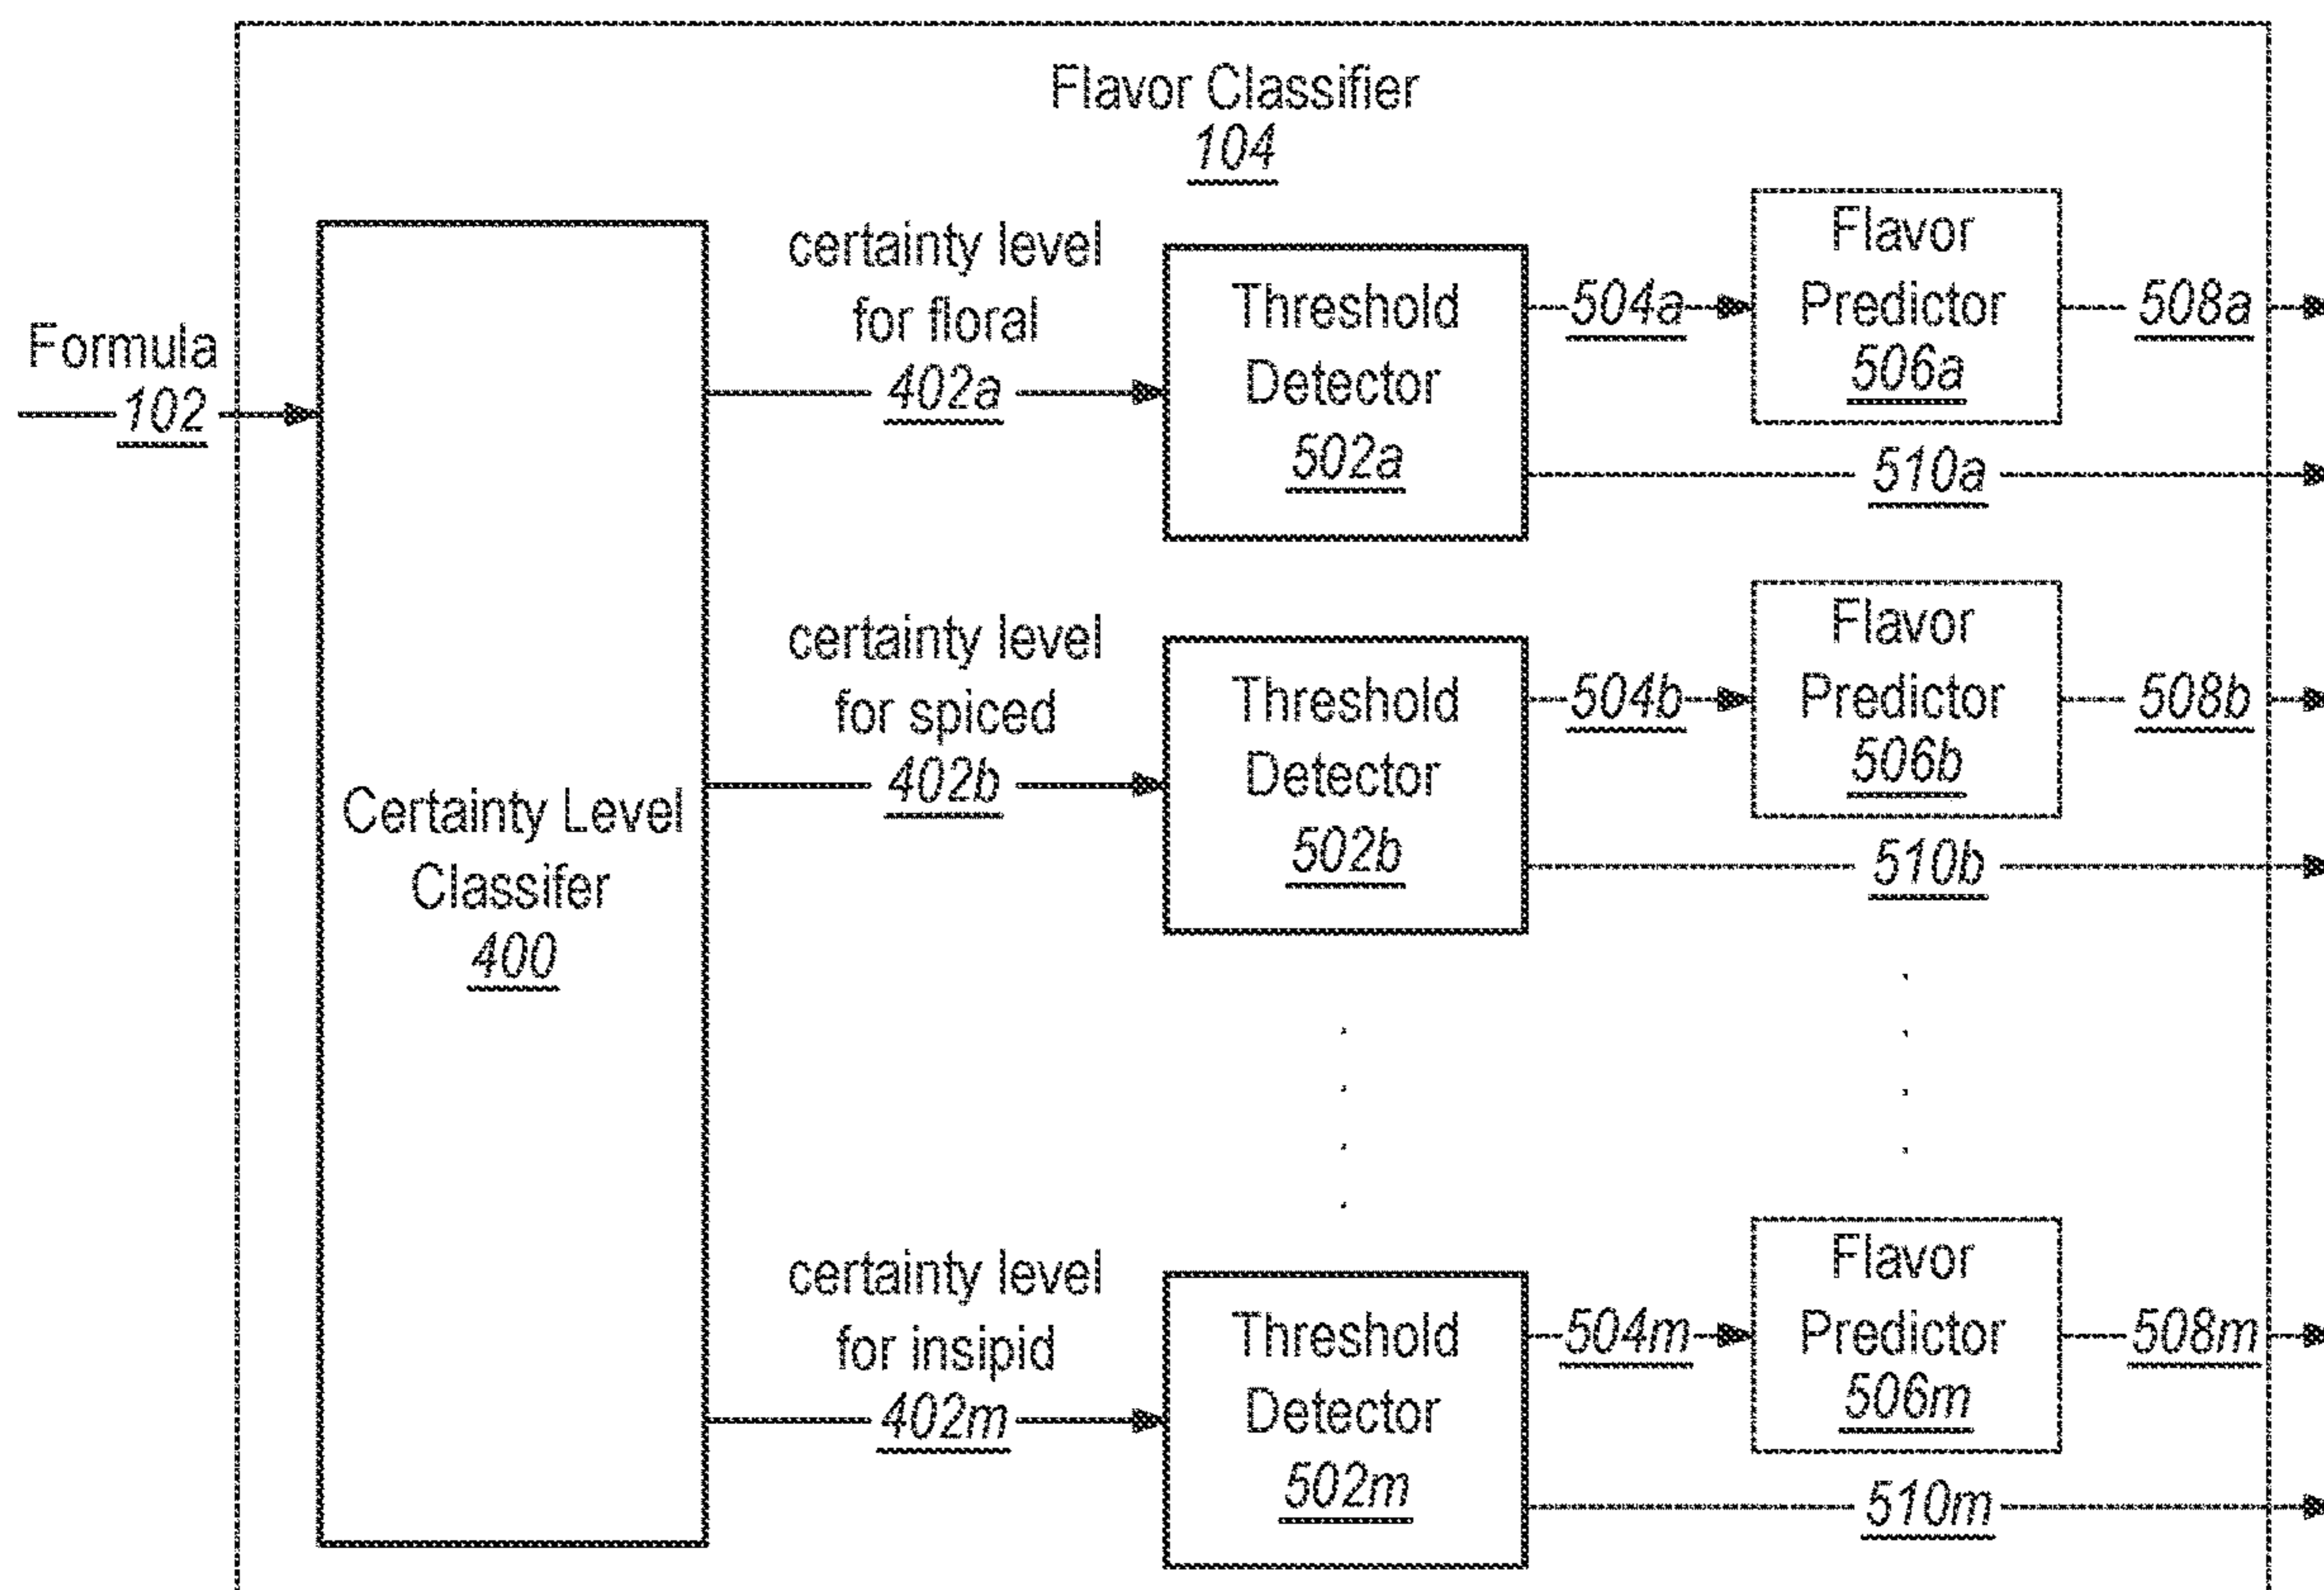 Flavor Classifier
104
Formula
102
Certainty Level
Classifer
400
certainty level
for floral
402a
Threshold
Detector
502a
504a
Flavor
Predictor
506a
508a
510a
certainty level
for spiced
402b
Threshold
Detector
502b
504b
Flavor
Predictor
506b
508b
510b
certainty level
for insipid
402m
Threshold
Detector
502m
504m
Flavor
Predictor
506m
508m
510m